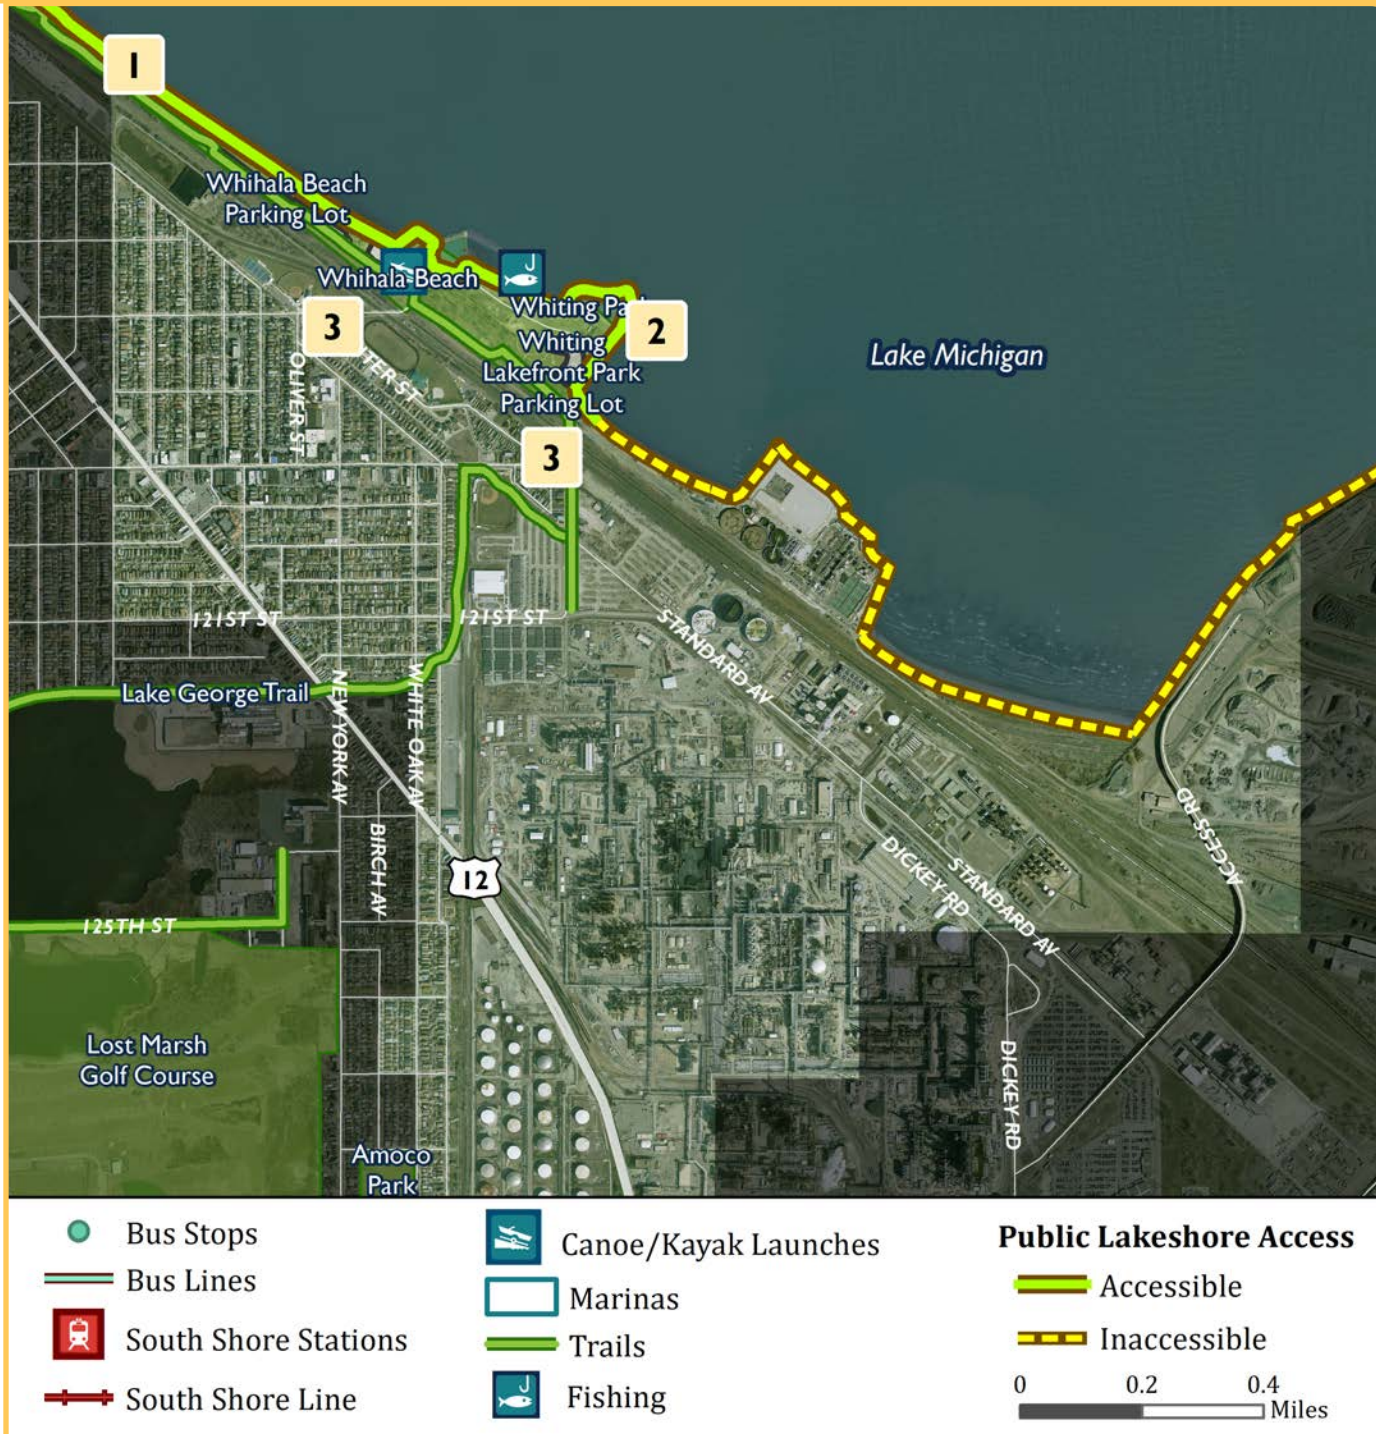 1
Whihala Beach
Parking Lot
Whihala Beach
Whiting
2
3
Whiting
Lakefront Park
Parking Lot
Lake Michigan
OLIVER ST
3
121ST ST
121ST ST
STANDARD AV
Lake George Trail
NEW YORK AV
WHITE OAK AV
BIRCH AV
12
ACCESS RD
DICKEY RD
STANDARD AV
125TH ST
Lost Marsh
Golf Course
DICKEY RD
Amoco
Park
Bus Stops
Bus Lines
South Shore Stations
South Shore Line
Canoe/Kayak Launches
Marinas
Trails
Fishing
Public Lakeshore Access
Accessible
Inaccessible
0 0.2 0.4
Miles